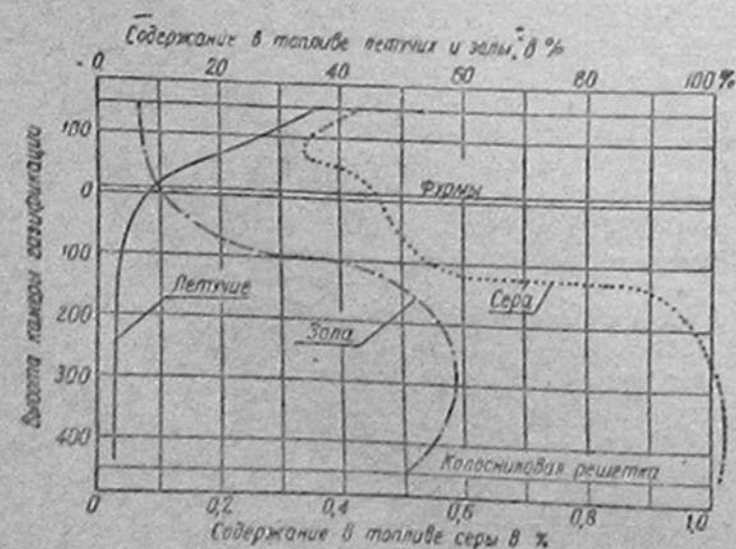 Содержание в топливе летучих и золы, в %
0 20 40 60 80 100%
Высота камеры газификации
100
0
100
200
300
400
Фурмы
Летучие
Зола
Сера
Колосниковая решетка
0 0,2 0,4 0,6 0,8 1,0
Содержание в топливе серы в %